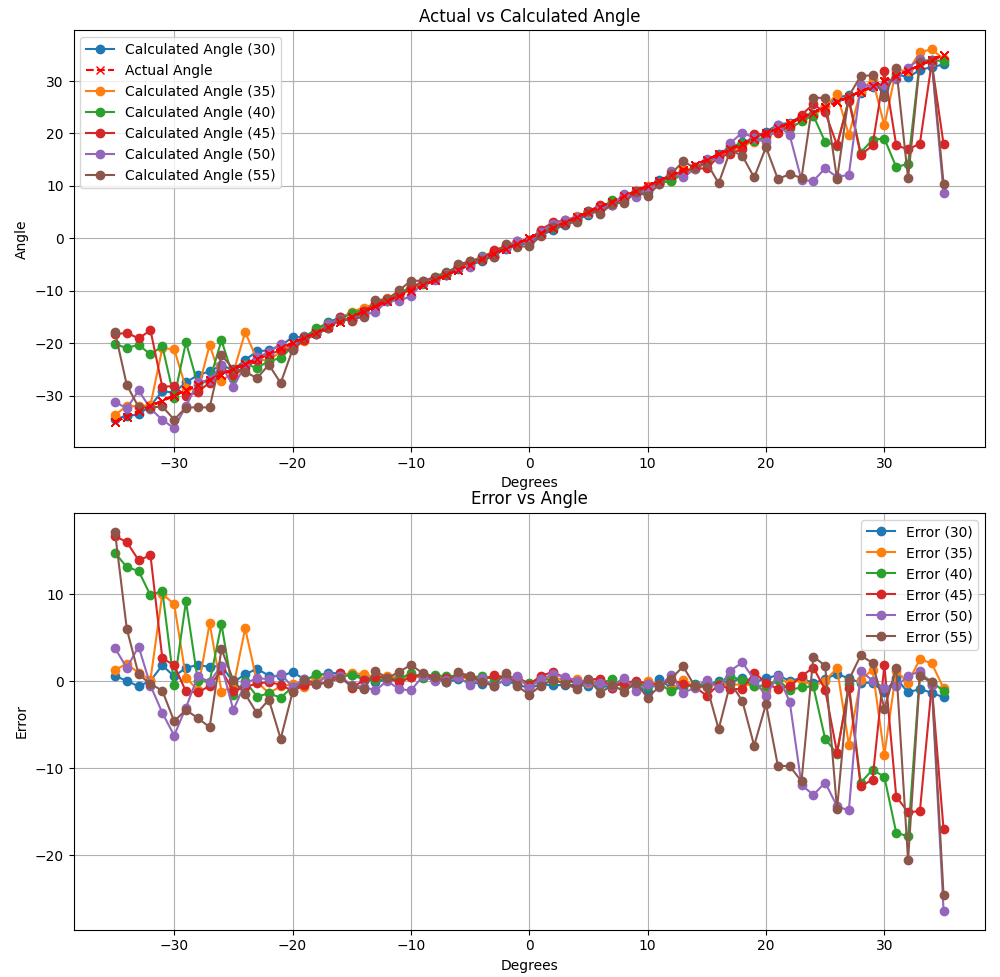 Actual vs Calculated Angle
Calculated Angle (30)
Actual Angle
Calculated Angle (35)
Calculated Angle (40)
Calculated Angle (45)
Calculated Angle (50)
Calculated Angle (55)
30
20
10
0
−10
−20
−30
Angle
−30 −20 −10 0 10 20 30
Degrees
Error vs Angle
Error (30)
Error (35)
Error (40)
Error (45)
Error (50)
Error (55)
10
0
−10
−20
Error
−30 −20 −10 0 10 20 30
Degrees